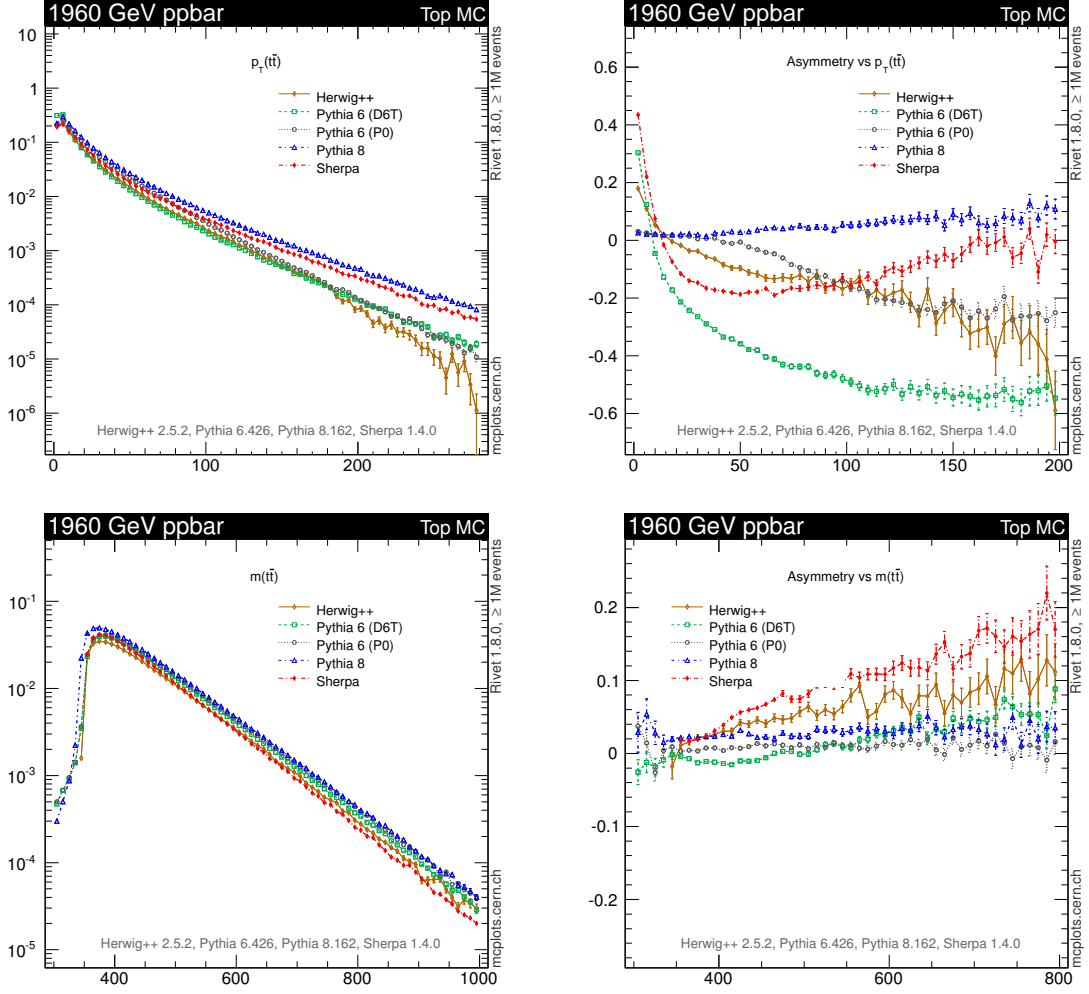 1960 GeV ppbar Top MC
p_T(tt̄)
Herwig++
Pythia 6 (D6T)
Pythia 6 (P0)
Pythia 8
Sherpa
10
1
10^-1
10^-2
10^-3
10^-4
10^-5
10^-6
Herwig++ 2.5.2, Pythia 6.426, Pythia 8.162, Sherpa 1.4.0
0 100 200
Rivet 1.8.0, ≥ 1M events
mcplots.cern.ch
1960 GeV ppbar Top MC
Asymmetry vs p_T(tt̄)
Herwig++
Pythia 6 (D6T)
Pythia 6 (P0)
Pythia 8
Sherpa
0.6
0.4
0.2
0
-0.2
-0.4
-0.6
Herwig++ 2.5.2, Pythia 6.426, Pythia 8.162, Sherpa 1.4.0
0 50 100 150 200
Rivet 1.8.0, ≥ 1M events
mcplots.cern.ch
1960 GeV ppbar Top MC
m(tt̄)
Herwig++
Pythia 6 (D6T)
Pythia 6 (P0)
Pythia 8
Sherpa
10^-1
10^-2
10^-3
10^-4
10^-5
Herwig++ 2.5.2, Pythia 6.426, Pythia 8.162, Sherpa 1.4.0
400 600 800 1000
Rivet 1.8.0, ≥ 1M events
mcplots.cern.ch
1960 GeV ppbar Top MC
Asymmetry vs m(tt̄)
Herwig++
Pythia 6 (D6T)
Pythia 6 (P0)
Pythia 8
Sherpa
0.2
0.1
0
-0.1
-0.2
Herwig++ 2.5.2, Pythia 6.426, Pythia 8.162, Sherpa 1.4.0
400 600 800
Rivet 1.8.0, ≥ 1M events
mcplots.cern.ch